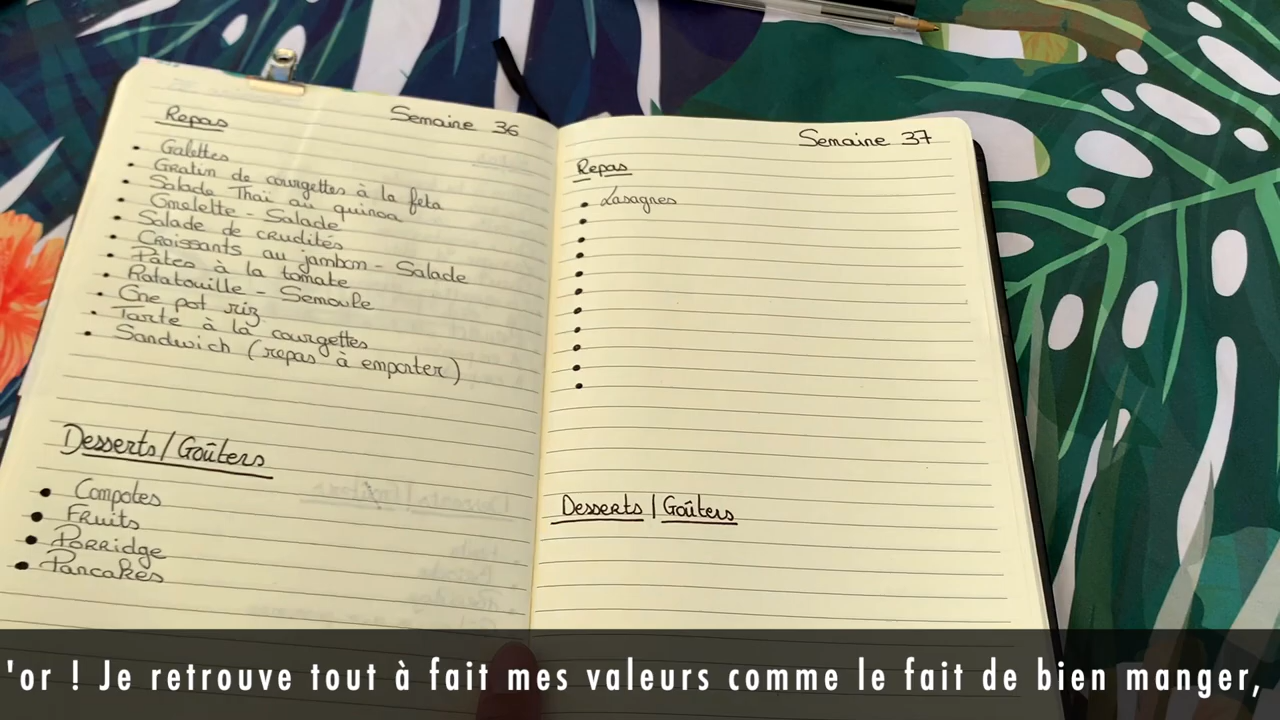 Repas
Semaine 36
Galettes
Gratin de courgettes à la feta
Salade Thaï au quinoa
Omelette - Salade
Salade de crudités
Croissants au jambon - Salade
Pâtes à la tomate
Ratatouille - Semoule
One pot riz
Tarte à la courgettes
Sandwich (repas à emporter)
Desserts/Goûters
Compotes
Fruits
Porridge
Pancakes
Semaine 37
Repas
Lasagnes
Desserts | Goûters
'or ! Je retrouve tout à fait mes valeurs comme le fait de bien manger,